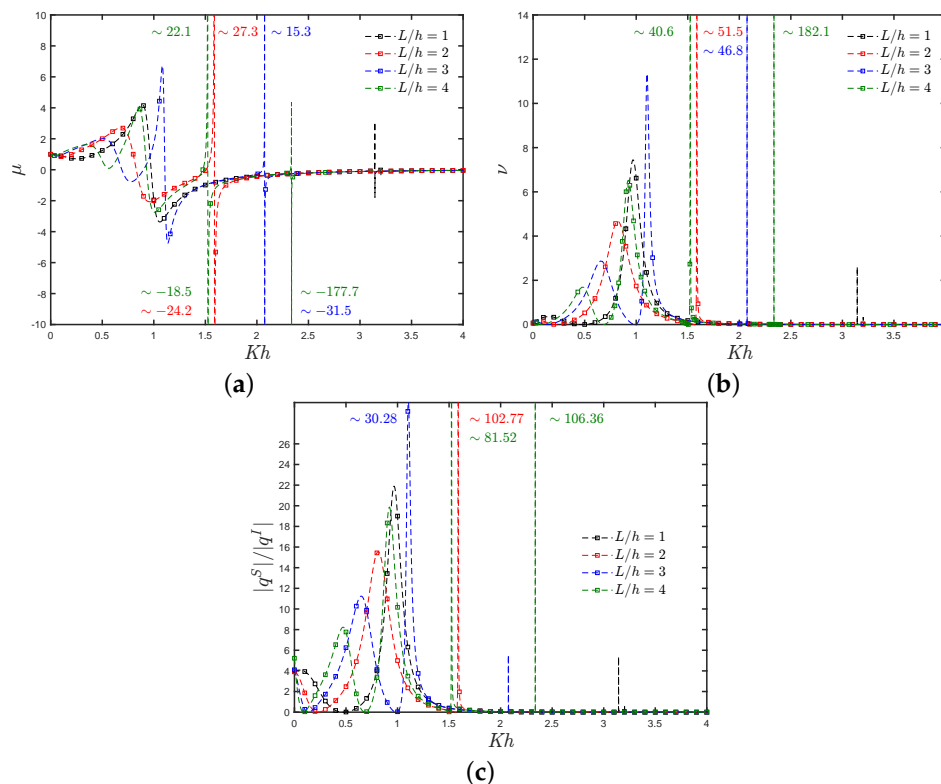 ∼ 22.1
∼ 27.3
∼ 15.3
L/h = 1
L/h = 2
L/h = 3
L/h = 4
10
8
6
4
2
0
-2
-4
-6
-8
-10
μ
∼ −18.5
∼ −24.2
∼ −177.7
∼ −31.5
0 0.5 1 1.5 2 2.5 3 3.5 4
Kh
(a)
∼ 40.6
∼ 51.5
∼ 46.8
∼ 182.1
L/h = 1
L/h = 2
L/h = 3
L/h = 4
14
12
10
8
6
4
2
0
ν
0 0.5 1 1.5 2 2.5 3 3.5
Kh
(b)
∼ 30.28
∼ 102.77
∼ 81.52
∼ 106.36
L/h = 1
L/h = 2
L/h = 3
L/h = 4
26
24
22
20
18
16
14
12
10
8
6
4
2
0
|q^S|/|q^I|
0 0.5 1 1.5 2 2.5 3 3.5 4
Kh
(c)